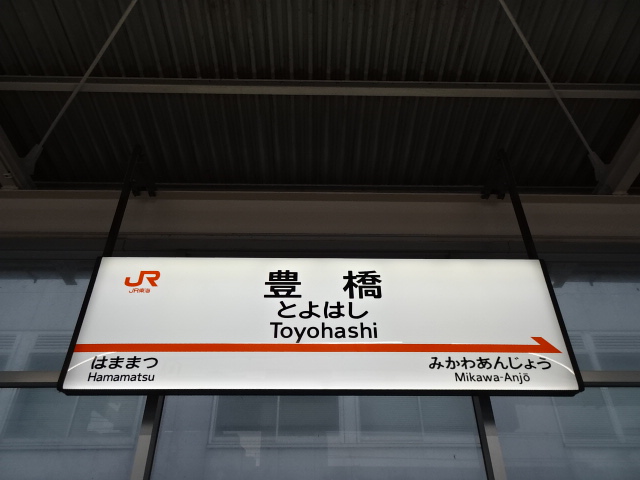 JR
JR東海
豊橋
とよはし
Toyohashi
はままつ
Hamamatsu
みかわあんじょう
Mikawa-Anjō